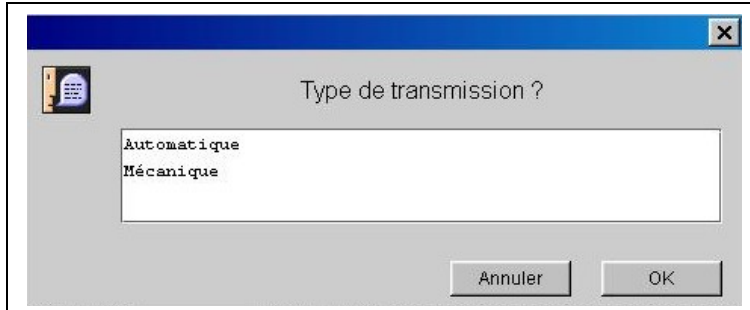 Type de transmission ?
Automatique
Mécanique
Annuler
OK